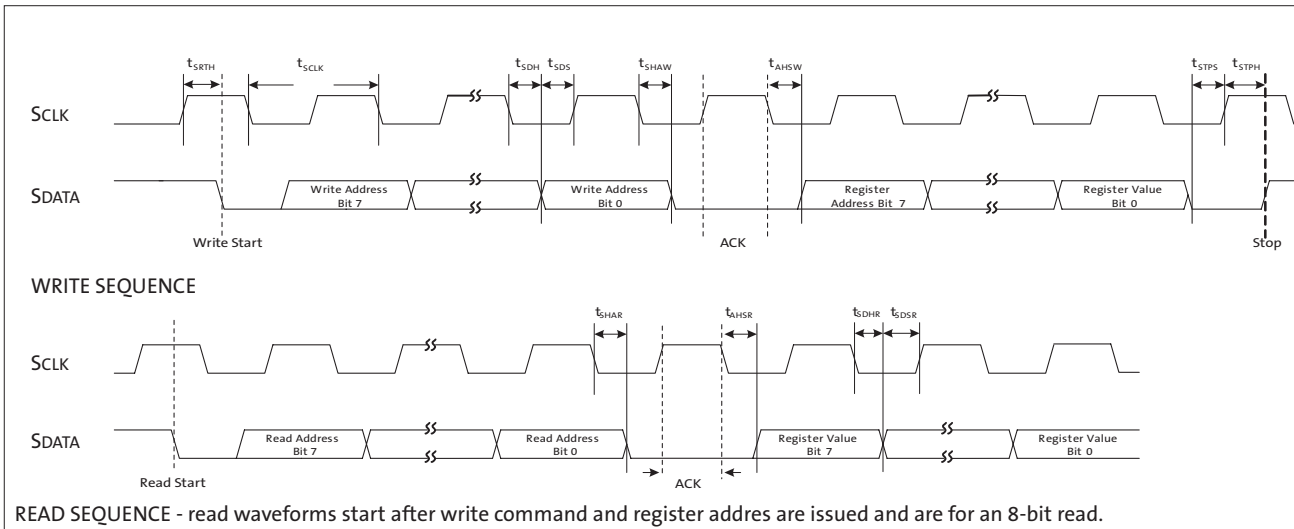 tSRTH tSCLK tSDH tSDS tSHAW tAHSW tSTPS tSTPH
SCLK
SDATA
Write Address
Bit 7
Write Address
Bit 0
Register
Address Bit 7
Register Value
Bit 0
Write Start
ACK
Stop
WRITE SEQUENCE
tSHAR tAHSR tSDHR tSDSR
SCLK
SDATA
Read Address
Bit 7
Read Address
Bit 0
Register Value
Bit 7
Register Value
Bit 0
Read Start
ACK
READ SEQUENCE - read waveforms start after write command and register addres are issued and are for an 8-bit read.